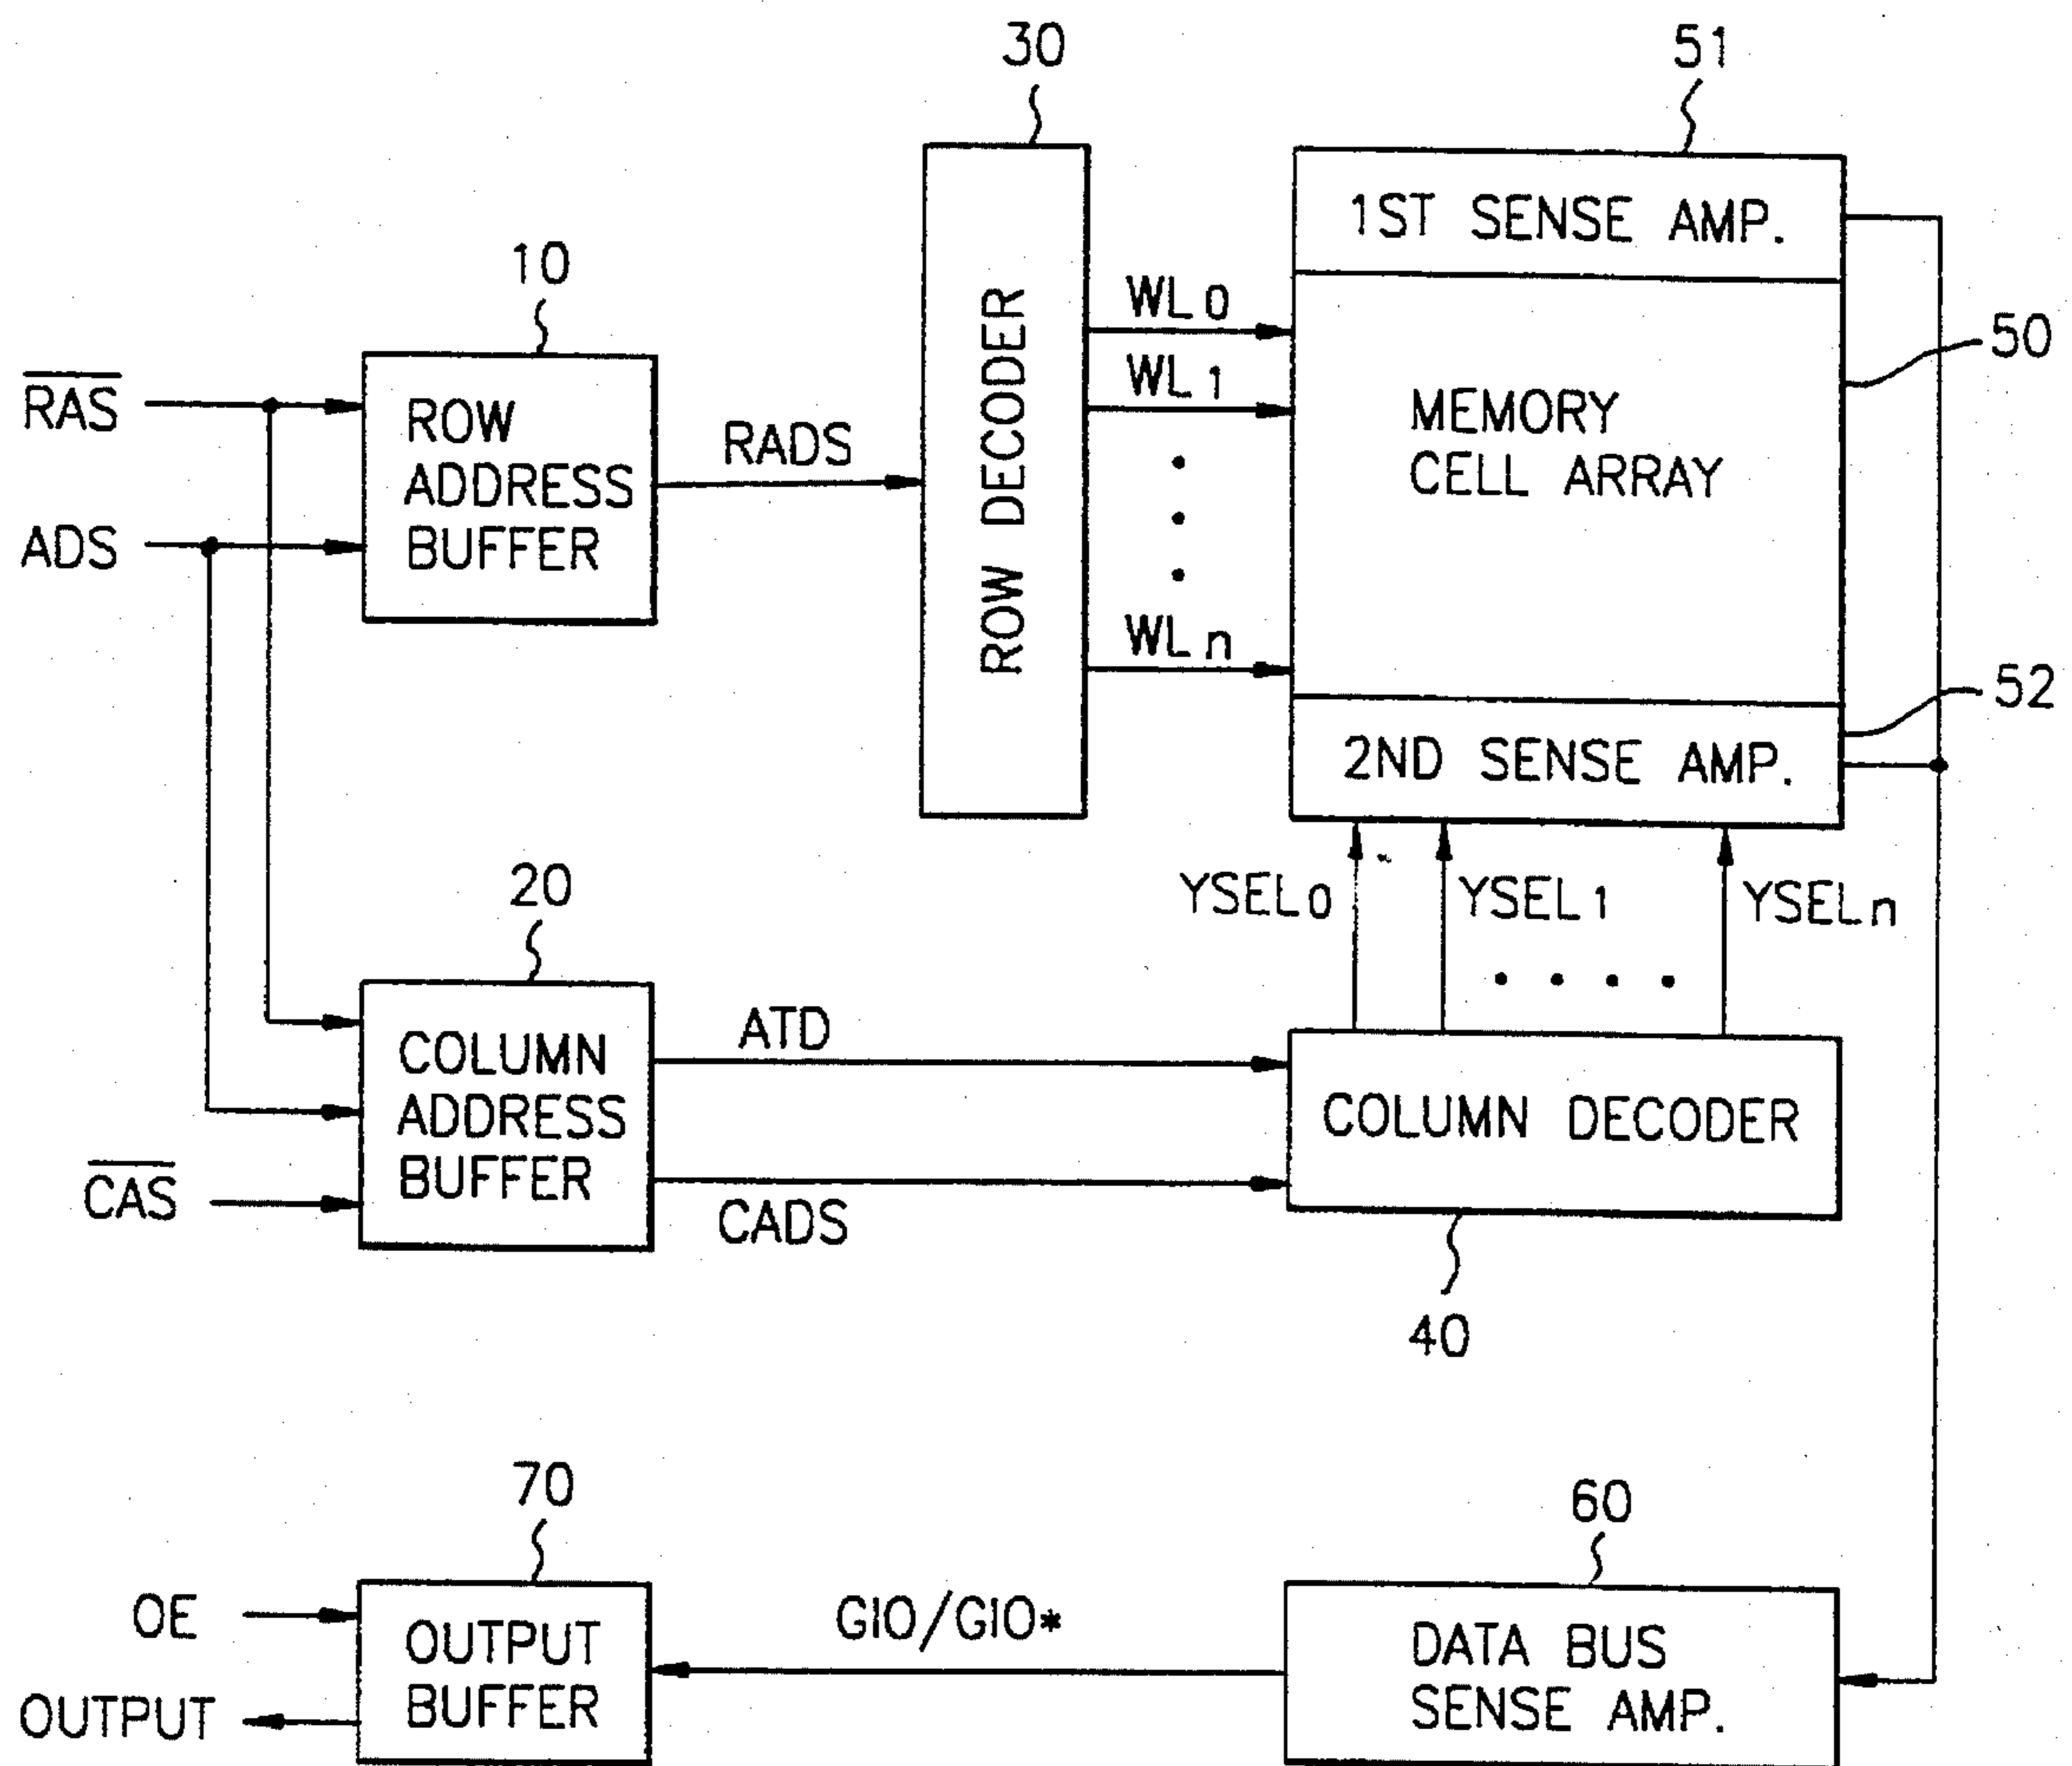 30
51
1ST SENSE AMP.
10
WL0
RAS
ROW
ADDRESS
BUFFER
RADS
ROW DECODER
WL1
MEMORY
CELL ARRAY
50
ADS
WLn
52
2ND SENSE AMP.
20
YSEL0
YSEL1
YSELn
COLUMN
ADDRESS
BUFFER
ATD
COLUMN DECODER
CAS
CADS
40
70
60
OE
OUTPUT
BUFFER
GIO/GIO*
DATA BUS
SENSE AMP.
OUTPUT